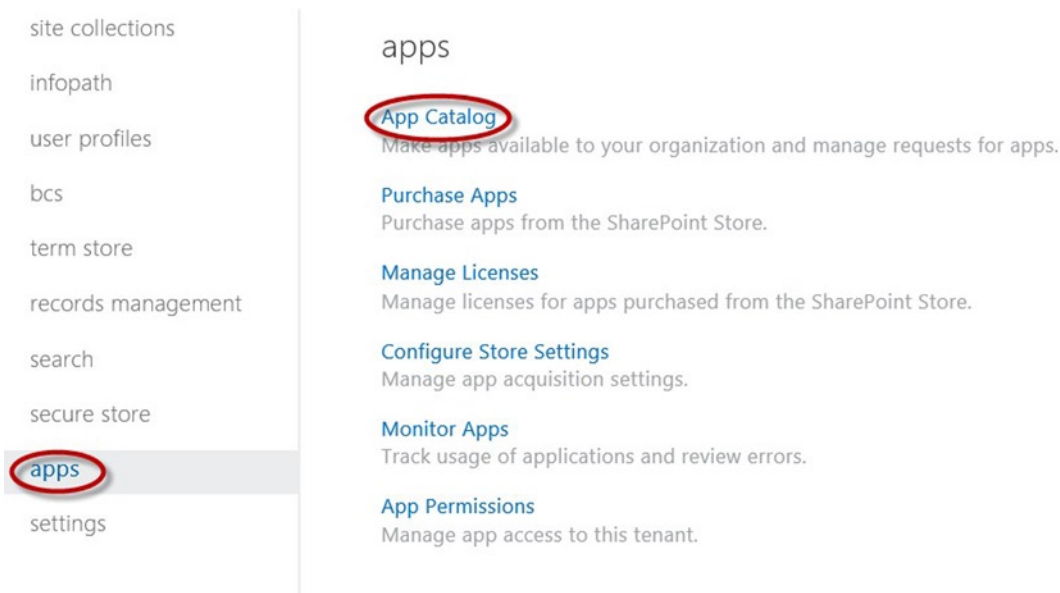 site collections
infopath
user profiles
bcs
term store
records management
search
secure store
apps
settings
apps
App Catalog
Make apps available to your organization and manage requests for apps.
Purchase Apps
Purchase apps from the SharePoint Store.
Manage Licenses
Manage licenses for apps purchased from the SharePoint Store.
Configure Store Settings
Manage app acquisition settings.
Monitor Apps
Track usage of applications and review errors.
App Permissions
Manage app access to this tenant.